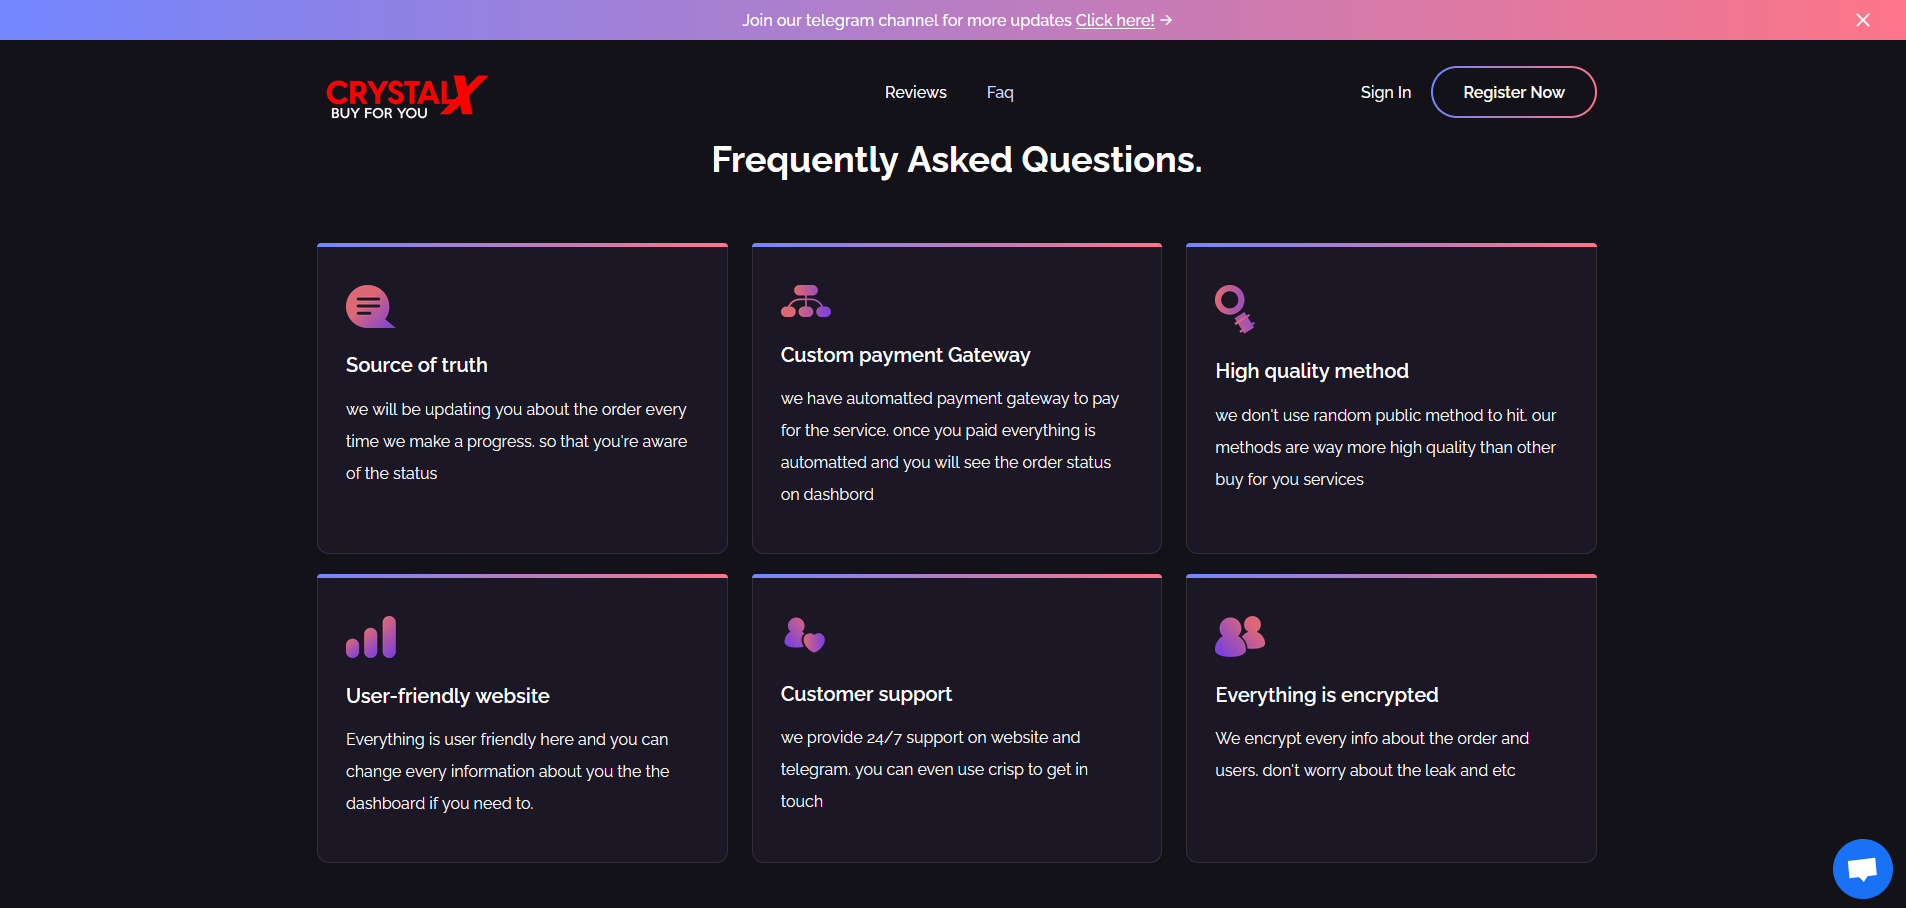 Join our telegram channel for more updates Click here! →
CRYSTALX
BUY FOR YOU
Reviews
Faq
Sign In
Register Now
Frequently Asked Questions.
Source of truth
we will be updating you about the order every
time we make a progress. so that you're aware
of the status
Custom payment Gateway
we have automatted payment gateway to pay
for the service. once you paid everything is
automatted and you will see the order status
on dashbord
High quality method
we don't use random public method to hit. our
methods are way more high quality than other
buy for you services
User-friendly website
Everything is user friendly here and you can
change every information about you the the
dashboard if you need to.
Customer support
we provide 24/7 support on website and
telegram. you can even use crisp to get in
touch
Everything is encrypted
We encrypt every info about the order and
users. don't worry about the leak and etc